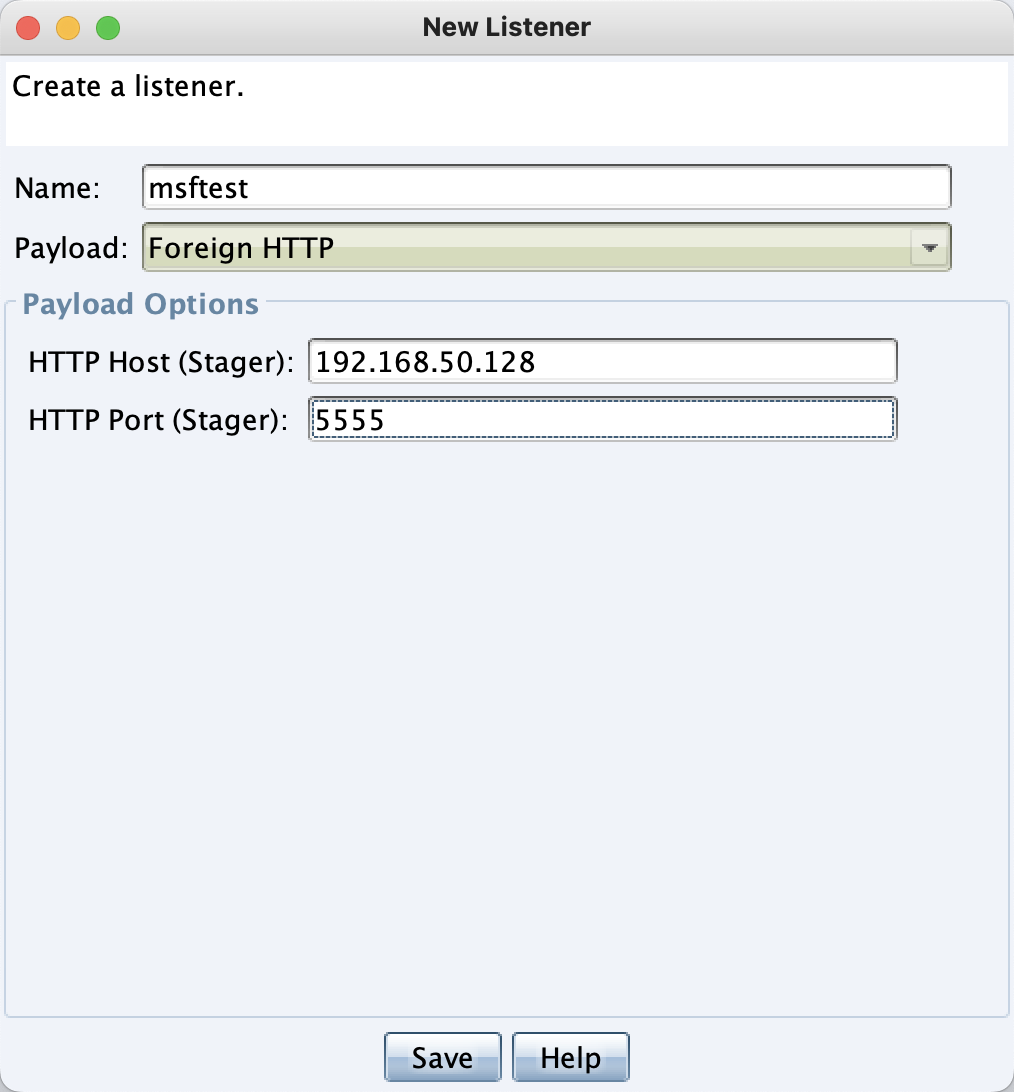 New Listener
Create a listener.
Name: msftest
Payload: Foreign HTTP
Payload Options
HTTP Host (Stager): 192.168.50.128
HTTP Port (Stager): 5555
Save Help